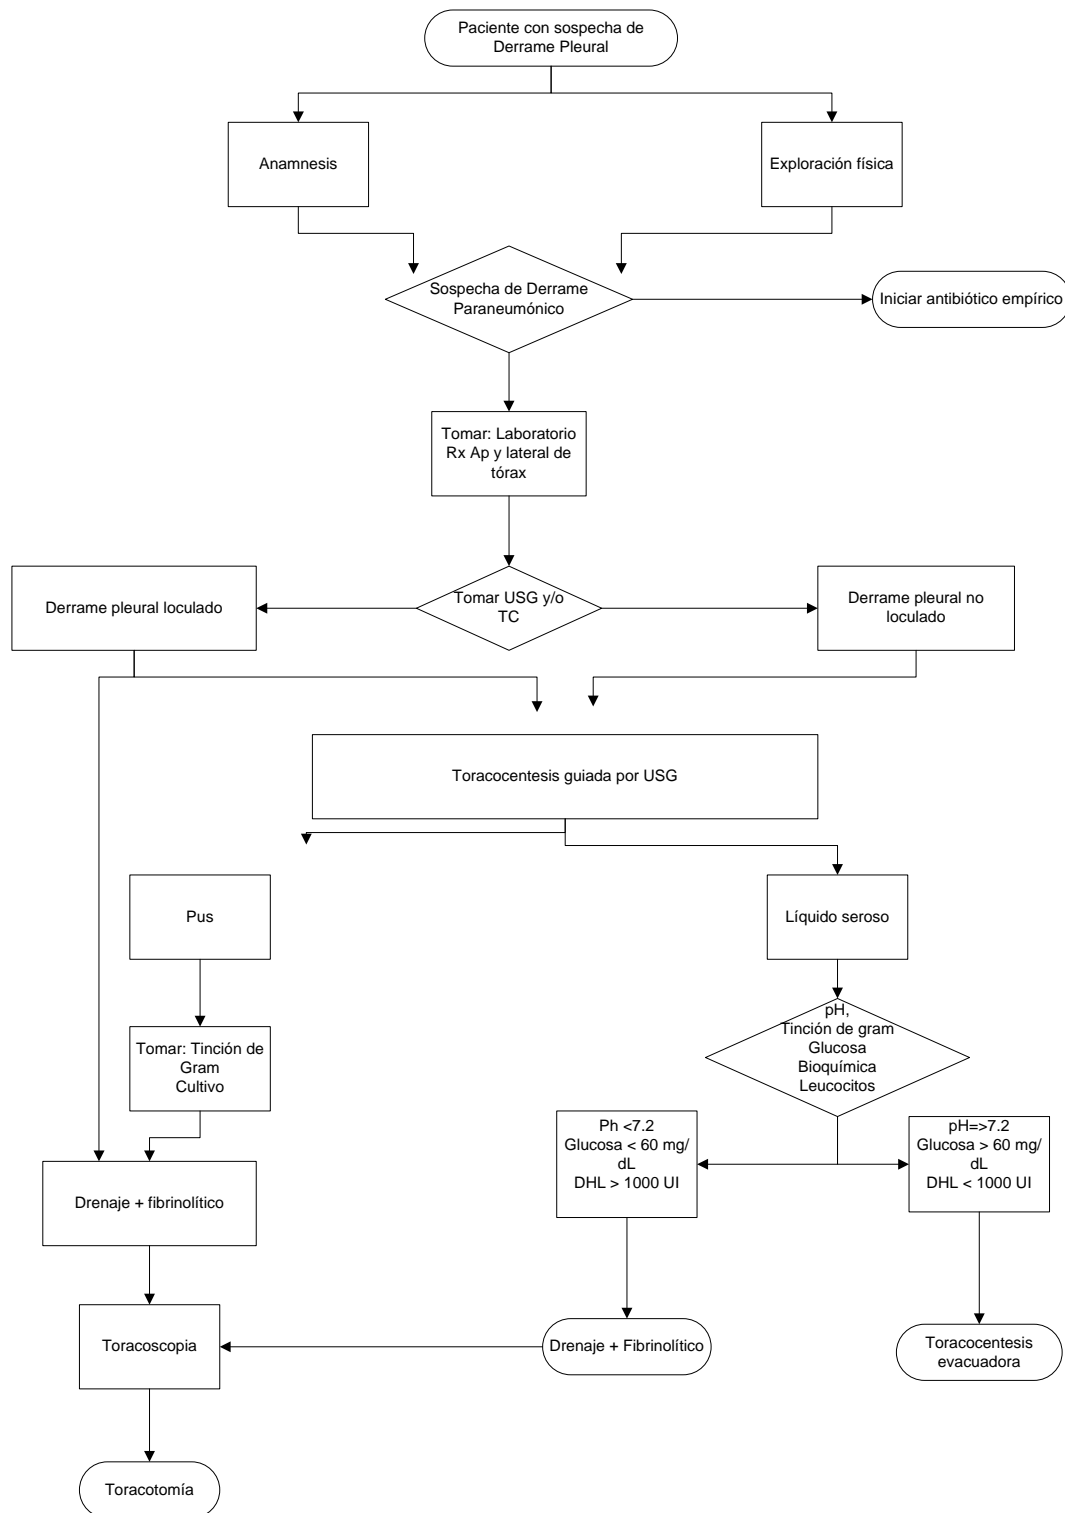 Paciente con sospecha de
Derrame Pleural
Anamnesis
Exploración física
Sospecha de Derrame
Paraneumónico
Iniciar antibiótico empírico
Tomar: Laboratorio
Rx Ap y lateral de
tórax
Derrame pleural loculado
Tomar USG y/o
TC
Derrame pleural no
loculado
Toracocentesis guiada por USG
Pus
Líquido seroso
Tomar: Tinción de
Gram
Cultivo
pH,
Tinción de gram
Glucosa
Bioquímica
Leucocitos
Ph <7.2
Glucosa < 60 mg/
dL
DHL > 1000 UI
pH=>7.2
Glucosa > 60 mg/
dL
DHL < 1000 UI
Drenaje + fibrinolítico
Toracoscopia
Drenaje + Fibrinolítico
Toracocentesis
evacuadora
Toracotomía